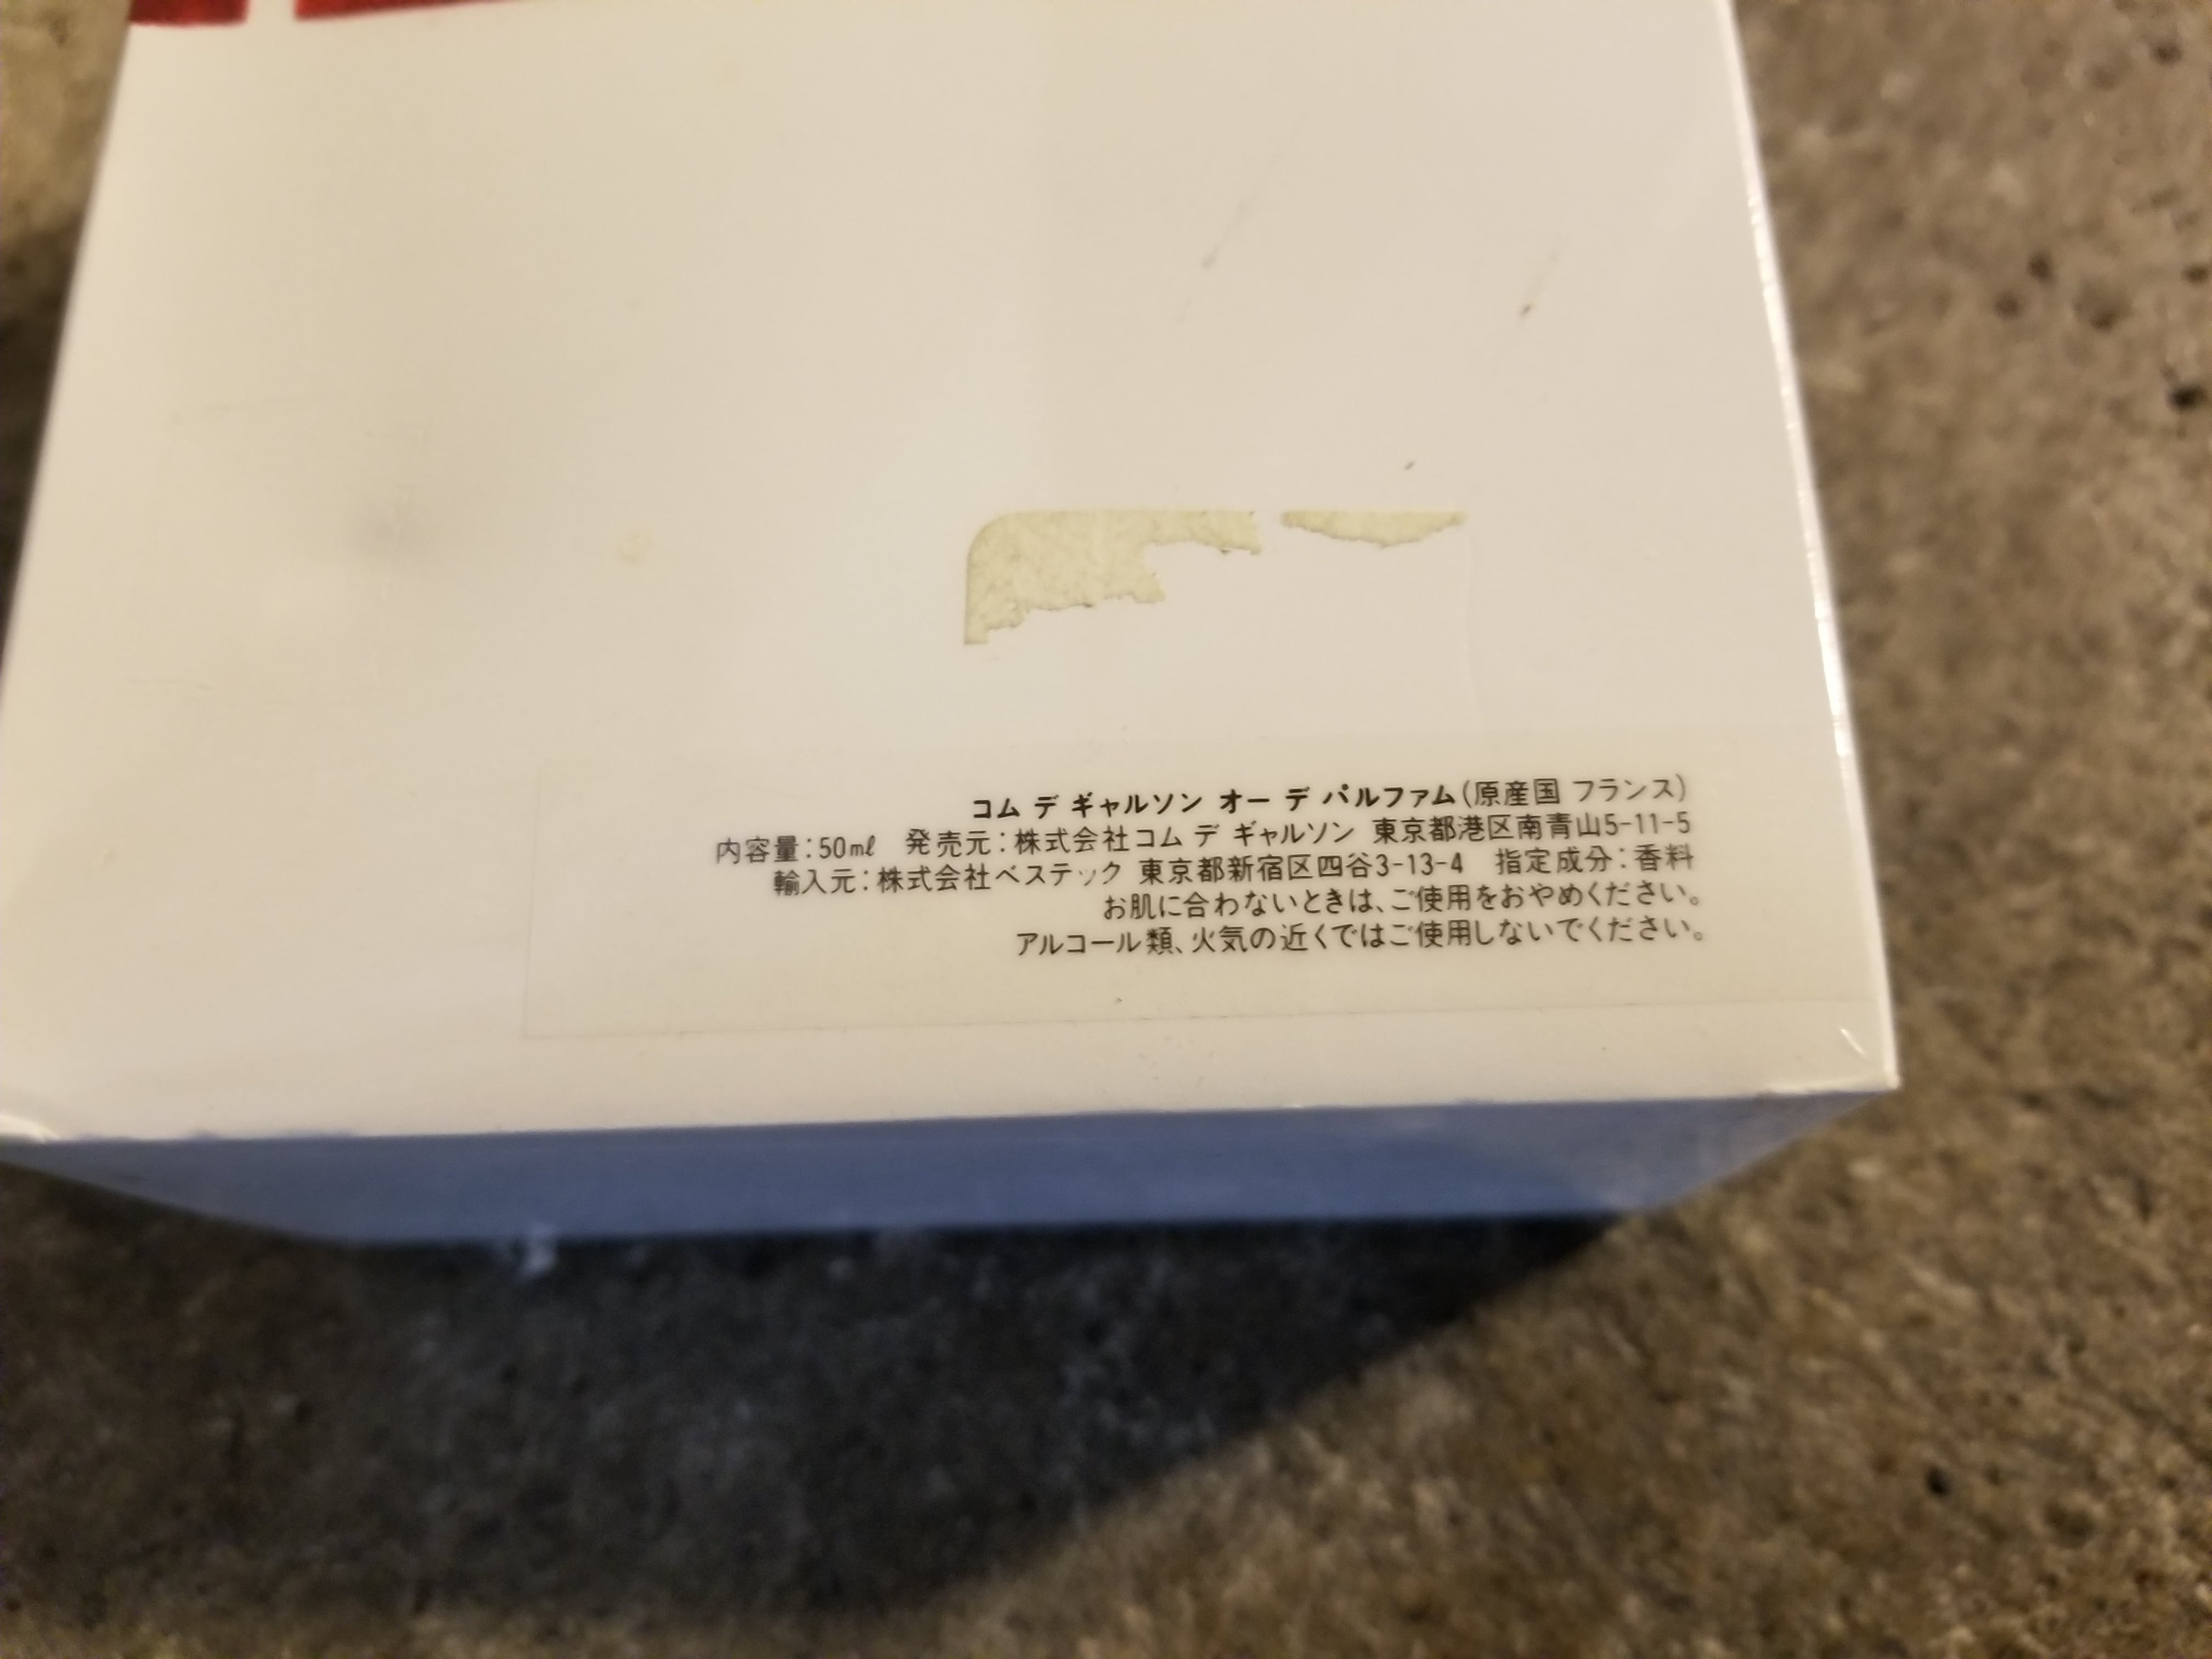 コム デ ギャルソン オー デ パルファム(原産国 フランス)
内容量:50㎖ 発売元:株式会社コム デ ギャルソン 東京都港区南青山5-11-5
輸入元:株式会社ベステック 東京都新宿区四谷3-13-4 指定成分:香料
お肌に合わないときは、ご使用をおやめください。
アルコール類、火気の近くではご使用しないでください。